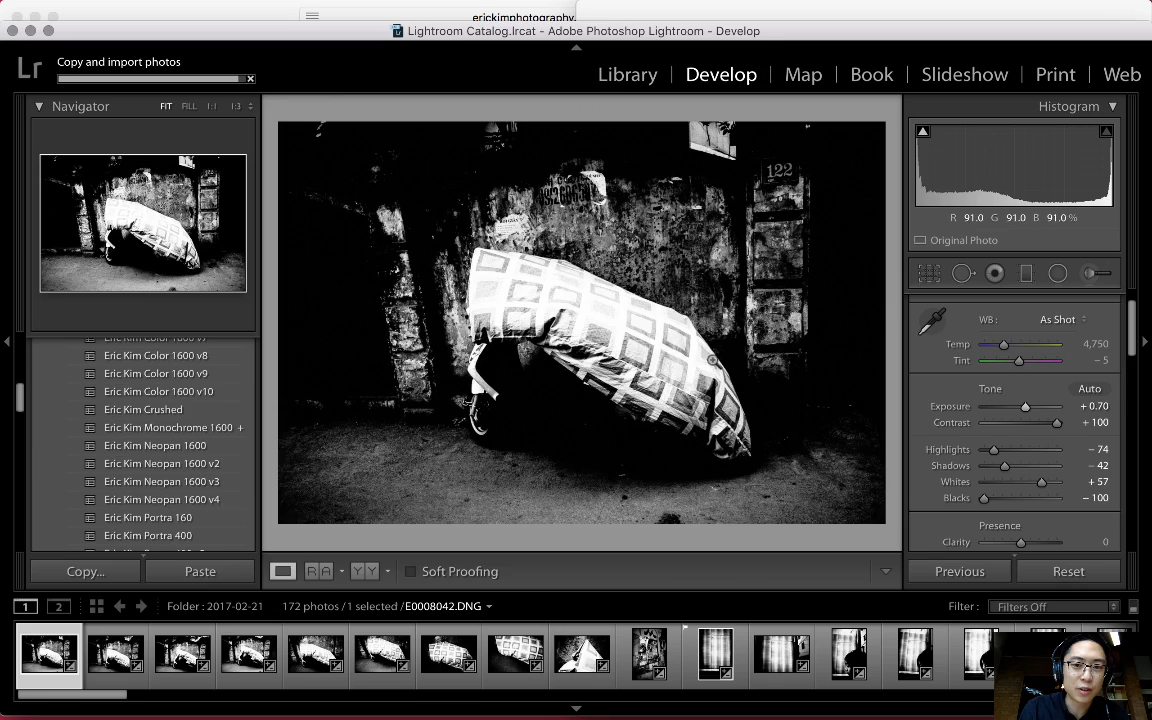 erickimphotography.
Lightroom Catalog.lrcat - Adobe Photoshop Lightroom - Develop
Lr
Copy and import photos
Library | Develop | Map | Book | Slideshow | Print | Web
Navigator FIT FILL 1:1 1:3
Histogram
122
R 91.0 G 91.0 B 91.0 %
Original Photo
WB : As Shot
Temp 4,750
Tint – 5
Tone Auto
Exposure + 0.70
Contrast + 100
Highlights – 74
Shadows – 42
Whites + 57
Blacks – 100
Presence
Clarity 0
Eric Kim Color 1600 v7
Eric Kim Color 1600 v8
Eric Kim Color 1600 v9
Eric Kim Color 1600 v10
Eric Kim Crushed
Eric Kim Monochrome 1600 +
Eric Kim Neopan 1600
Eric Kim Neopan 1600 v2
Eric Kim Neopan 1600 v3
Eric Kim Neopan 1600 v4
Eric Kim Portra 160
Eric Kim Portra 400
Copy... Paste
R A Y Y Soft Proofing
Previous Reset
1 2 Folder : 2017-02-21 172 photos / 1 selected / E0008042.DNG
Filter : Filters Off